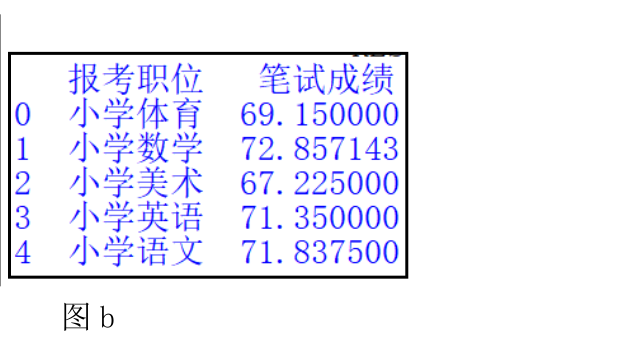 报考职位 笔试成绩
0 小学体育 69.150000
1 小学数学 72.857143
2 小学美术 67.225000
3 小学英语 71.350000
4 小学语文 71.837500
图 b